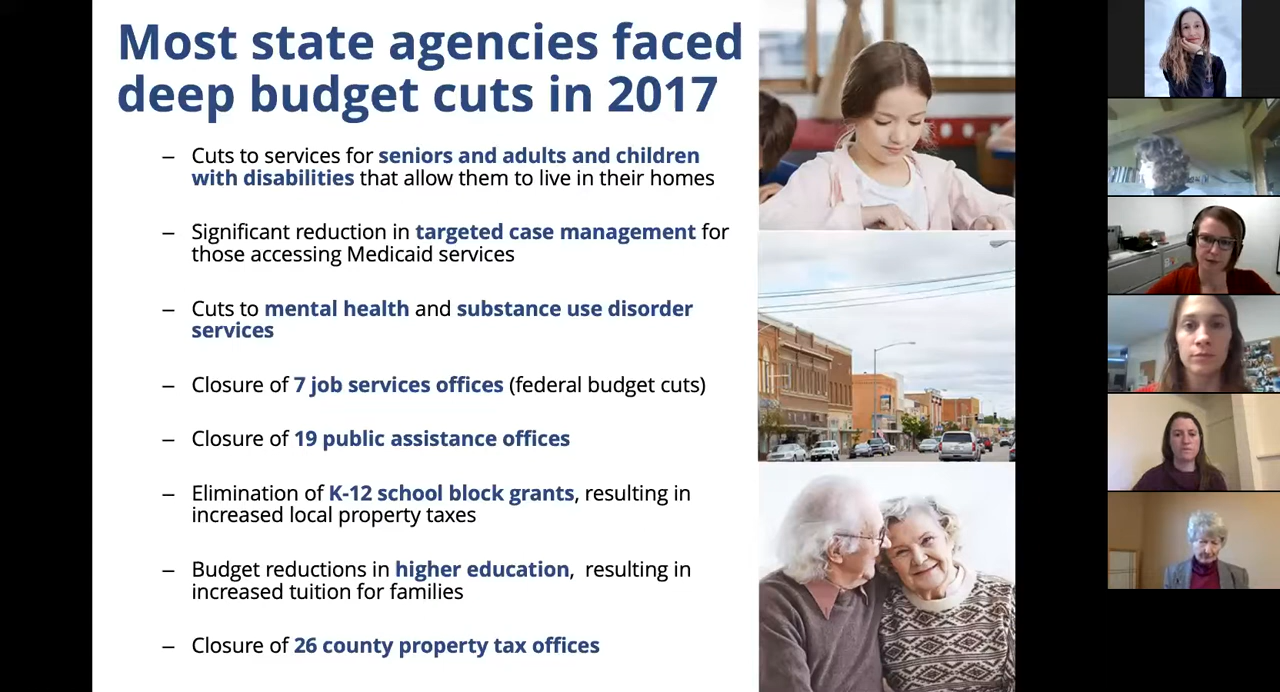 Most state agencies faced
deep budget cuts in 2017
– Cuts to services for seniors and adults and children
with disabilities that allow them to live in their homes
– Significant reduction in targeted case management for
those accessing Medicaid services
– Cuts to mental health and substance use disorder
services
– Closure of 7 job services offices (federal budget cuts)
– Closure of 19 public assistance offices
– Elimination of K-12 school block grants, resulting in
increased local property taxes
– Budget reductions in higher education,  resulting in
increased tuition for families
– Closure of 26 county property tax offices